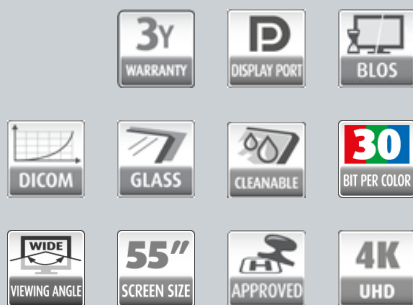 3Y
WARRANTY
D
DISPLAY PORT
BLOS
DICOM
GLASS
CLEANABLE
30
BIT PER COLOR
WIDE
VIEWING ANGLE
55"
SCREEN SIZE
H
APPROVED
4K
UHD